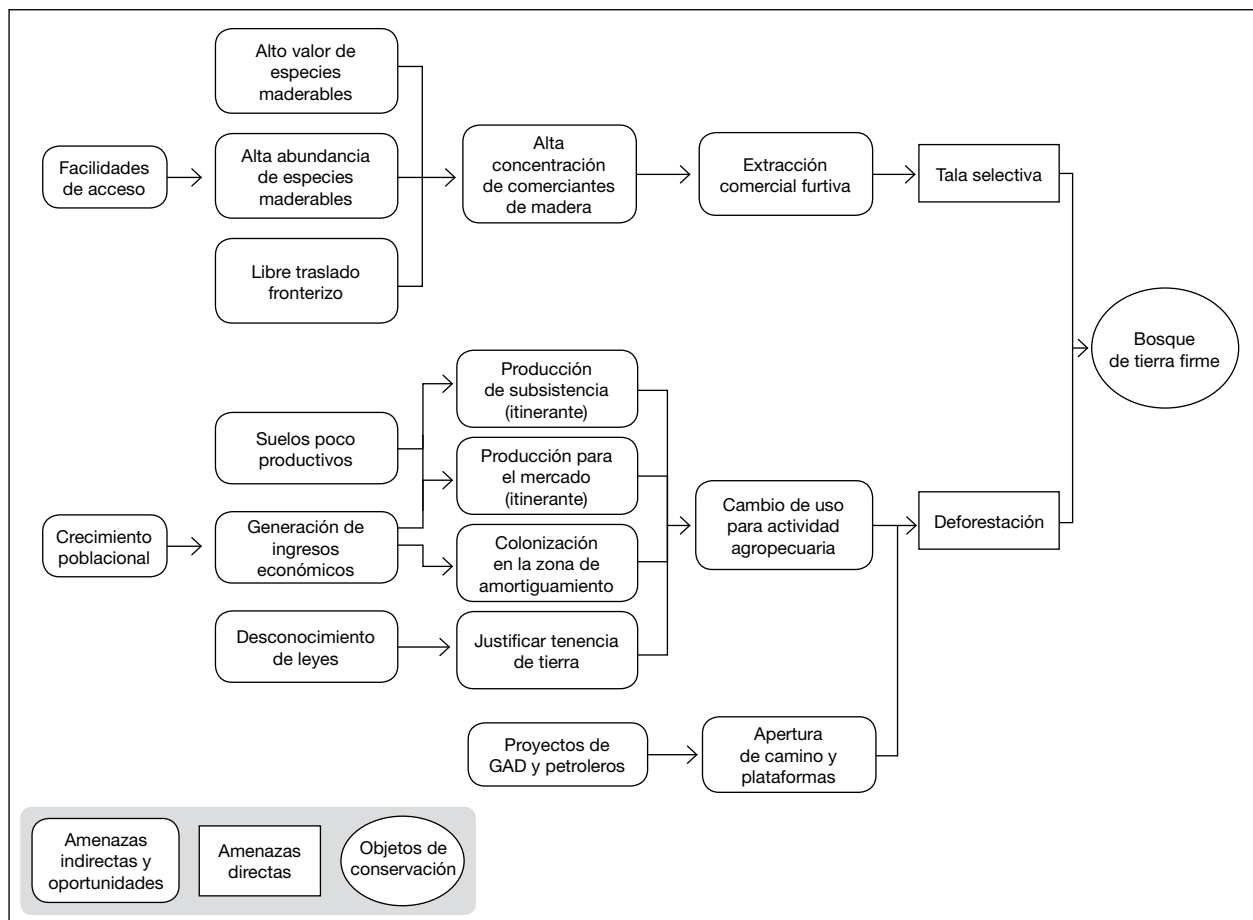 Alto valor de
especies
maderables
Facilidades
de acceso
Alta abundancia
de especies
maderables
Alta
concentración
de comerciantes
de madera
Extracción
comercial furtiva
Tala selectiva
Libre traslado
fronterizo
Bosque
de tierra firme
Producción
de subsistencia
(itinerante)
Suelos poco
productivos
Producción para
el mercado
(itinerante)
Crecimiento
poblacional
Generación de
ingresos
económicos
Colonización
en la zona de
amortiguamiento
Cambio de uso
para actividad
agropecuaria
Deforestación
Desconocimiento
de leyes
Justificar tenencia
de tierra
Proyectos de
GAD y petroleros
Apertura
de camino y
plataformas
Amenazas
indirectas y
oportunidades
Amenazas
directas
Objetos de
conservación